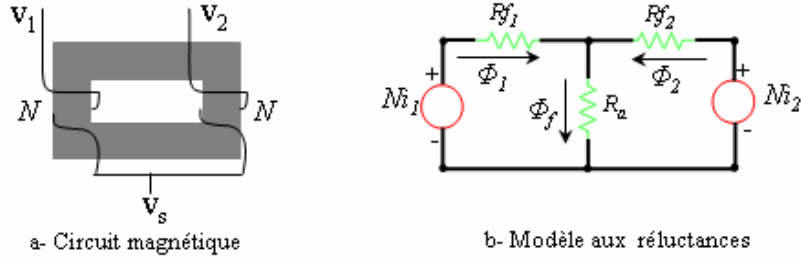 v1
v2
N
N
vs
a- Circuit magnétique
Rf1
Rf2
+
Φ1
Φ2
+
Ni1
Φf
Ra
Ni2
-
-
b- Modèle aux réluctances